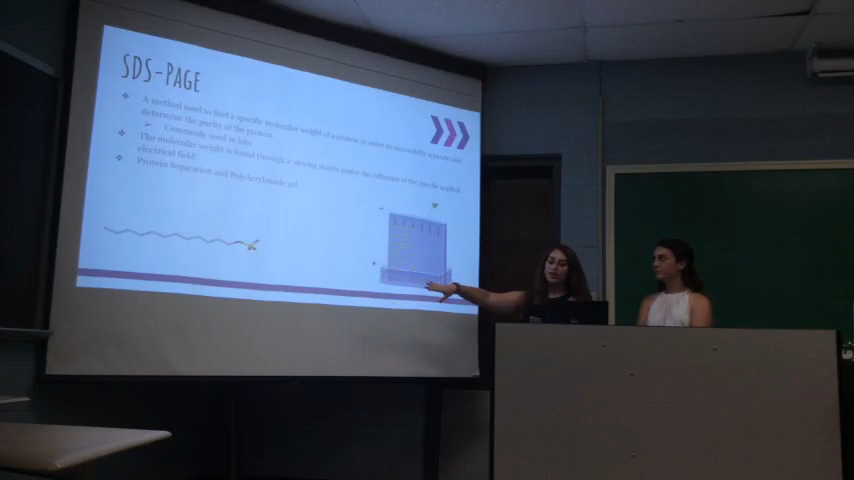 SDS-PAGE
A method used to find a specific molecular weight of a protein in order to successfully separate and
determine the purity of the protein.
Commonly used in labs
The molecular weight is found through a 'sieving matrix under the influence of the specific applied
electrical field'
Protein Separation and PolyAcrylamide gel